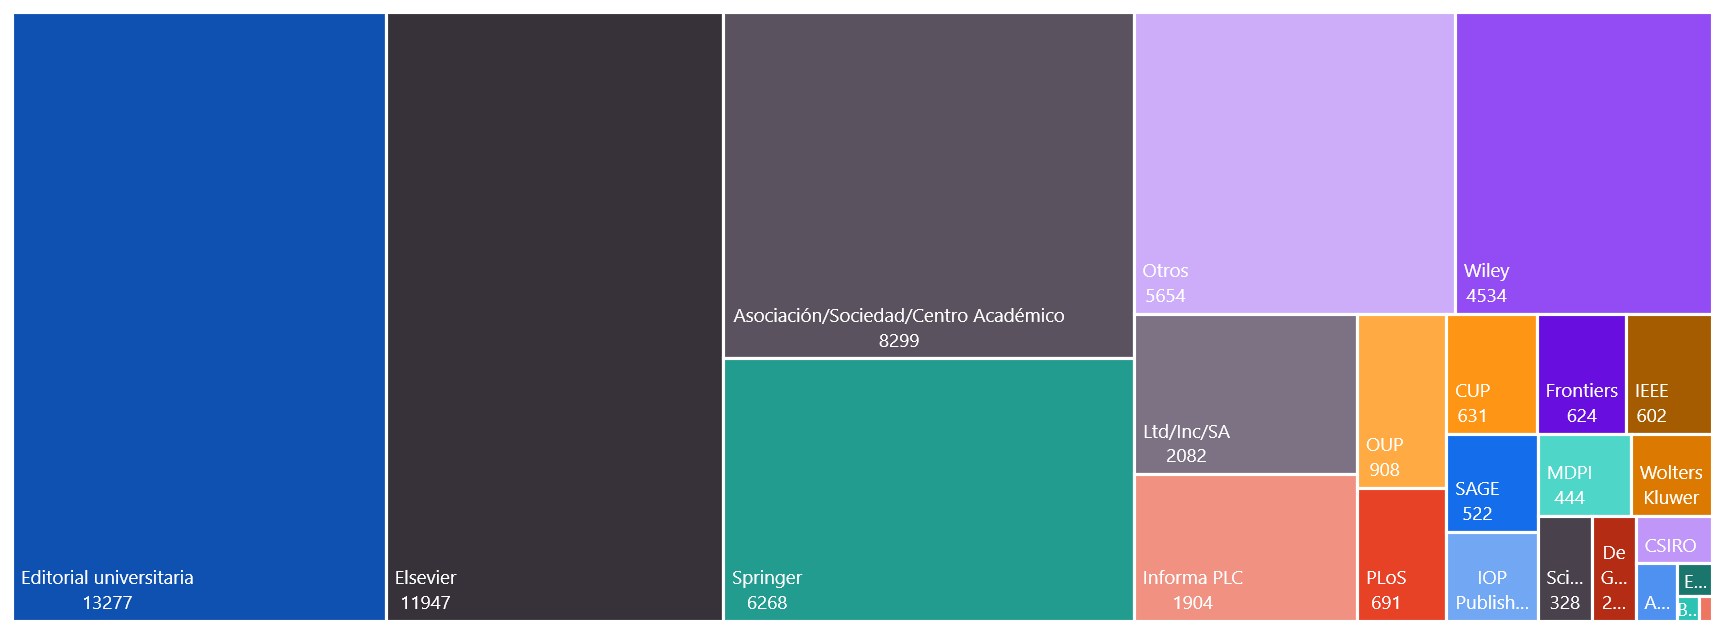 Editorial universitaria
13277
Elsevier
11947
Asociación/Sociedad/Centro Académico
8299
Springer
6268
Otros
5654
Wiley
4534
Ltd/Inc/SA
2082
Informa PLC
1904
OUP
908
PLoS
691
CUP
631
Frontiers
624
IEEE
602
SAGE
522
IOP
Publish...
MDPI
444
Wolters
Kluwer
Sci...
328
De
G...
2...
CSIRO
A...
E...
B...